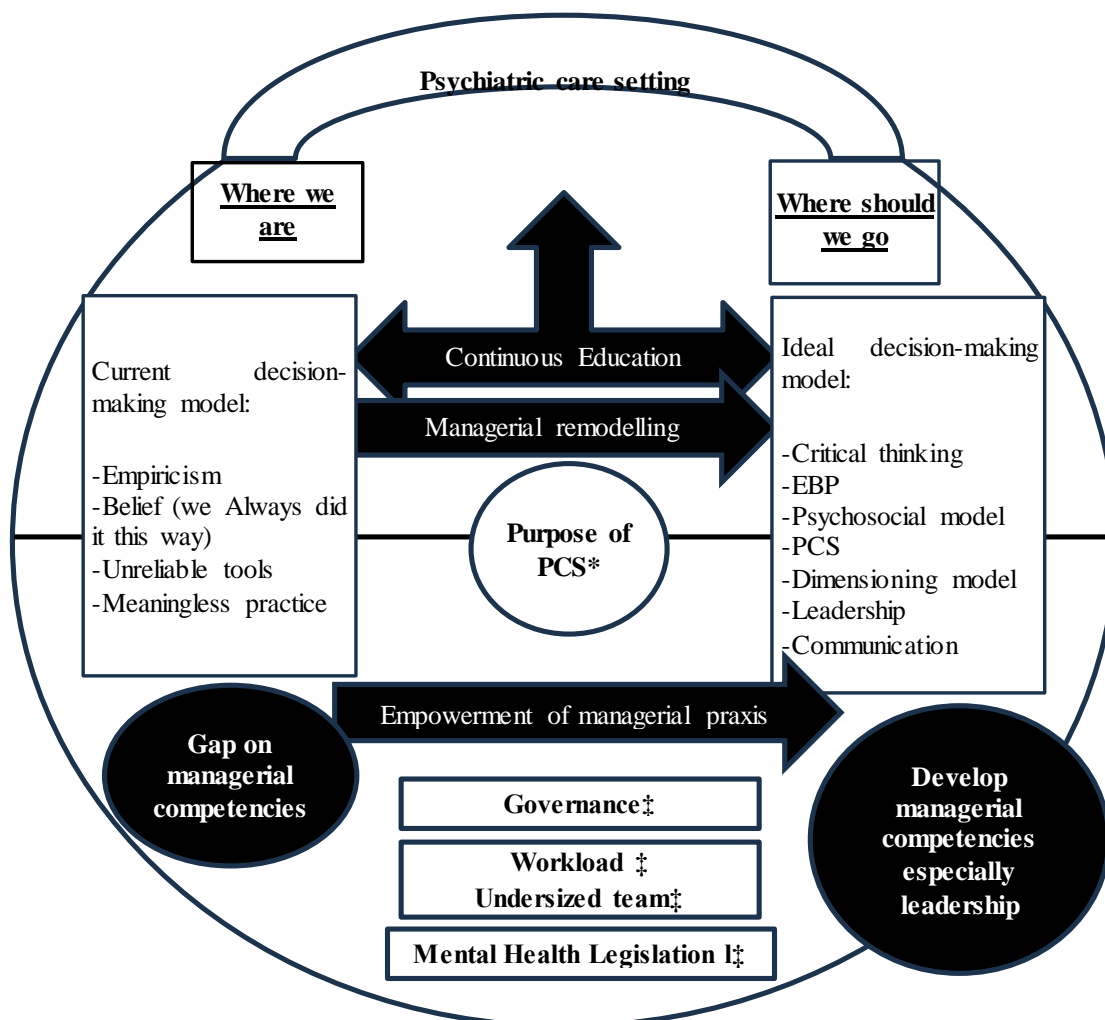 Psychiatric care setting
Where we
are
Where should
we go
Current decision-
making model:
-Empiricism
-Belief (we Always did
it this way)
-Unreliable tools
-Meaningless practice
Continuous Education
Managerial remodelling
Purpose of
PCS*
Ideal decision-making
model:
-Critical thinking
-EBP
-Psychosocial model
-PCS
-Dimensioning model
-Leadership
-Communication
Empowerment of managerial praxis
Gap on
managerial
competencies
Governance‡
Workload ‡
Undersized team‡
Mental Health Legislation l‡
Develop
managerial
competencies
especially
leadership